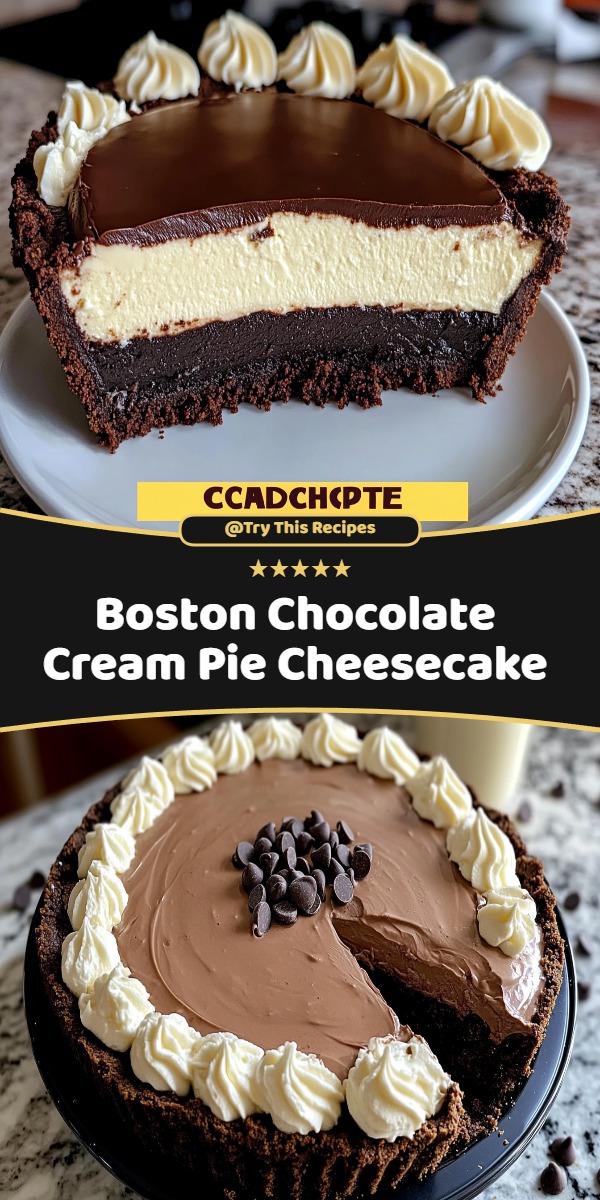 CCADCHCPTE
@Try This Recipes
Boston Chocolate
Cream Pie Cheesecake